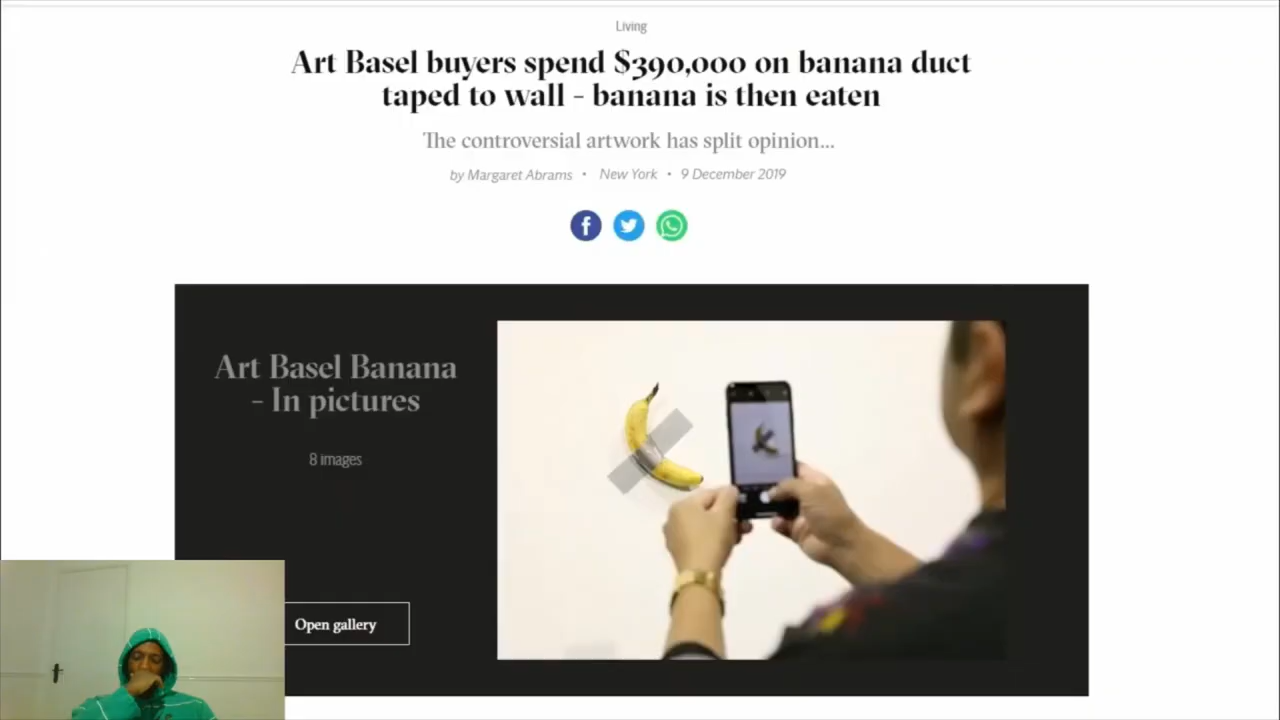 Living
Art Basel buyers spend $390,000 on banana duct
taped to wall - banana is then eaten
The controversial artwork has split opinion...
by Margaret Abrams • New York • 9 December 2019
Art Basel Banana
- In pictures
8 images
Open gallery